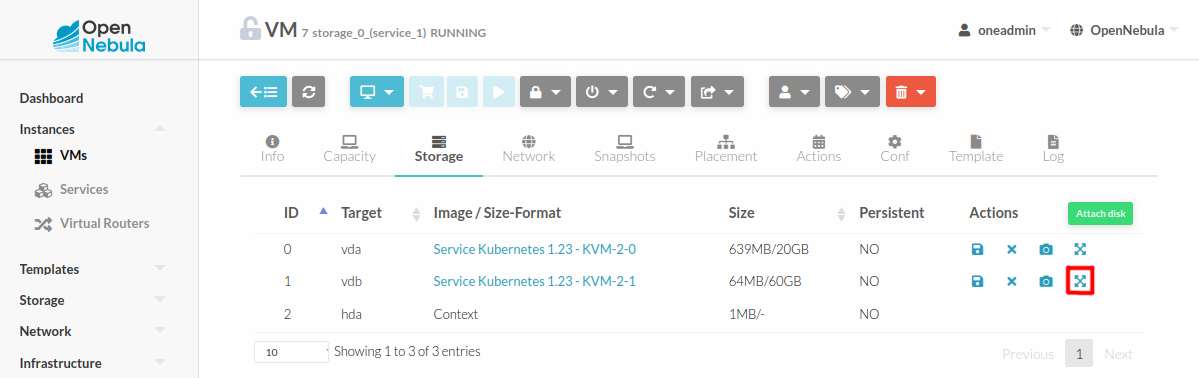 Open
Nebula
VM 7 storage_0_(service_1) RUNNING
oneadmin
OpenNebula
Dashboard
Instances
VMs
Services
Virtual Routers
Templates
Storage
Network
Infrastructure
Info Capacity Storage Network Snapshots Placement Actions Conf Template Log
ID Target Image / Size-Format Size Persistent Actions Attach disk
0 vda Service Kubernetes 1.23 - KVM-2-0 639MB/20GB NO
1 vdb Service Kubernetes 1.23 - KVM-2-1 64MB/60GB NO
2 hda Context 1MB/- NO
10 Showing 1 to 3 of 3 entries
Previous 1 Next